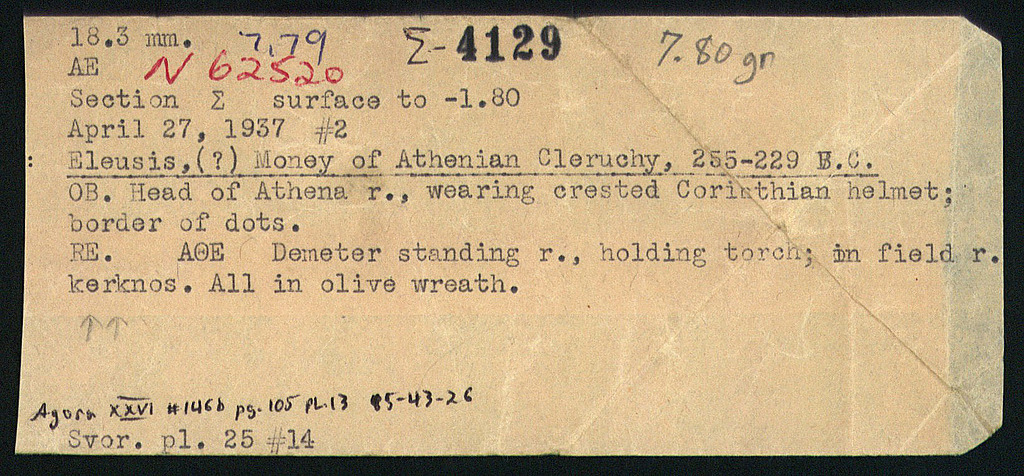 18.3 mm. 7,79 Σ-4129 7.80 gr
AE N 62520
Section Σ surface to -1.80
April 27, 1937 #2
: Eleusis,(?) Money of Athenian Cleruchy, 255-229 B.C.
OB. Head of Athena r., wearing crested Corinthian helmet;
border of dots.
RE. ΑΘΕ Demeter standing r., holding torch; in field r.
kerknos. All in olive wreath.
↑↑
Agora XXVI #146b pg. 105 PL.13 85-43-26
Svor. pl. 25 #14